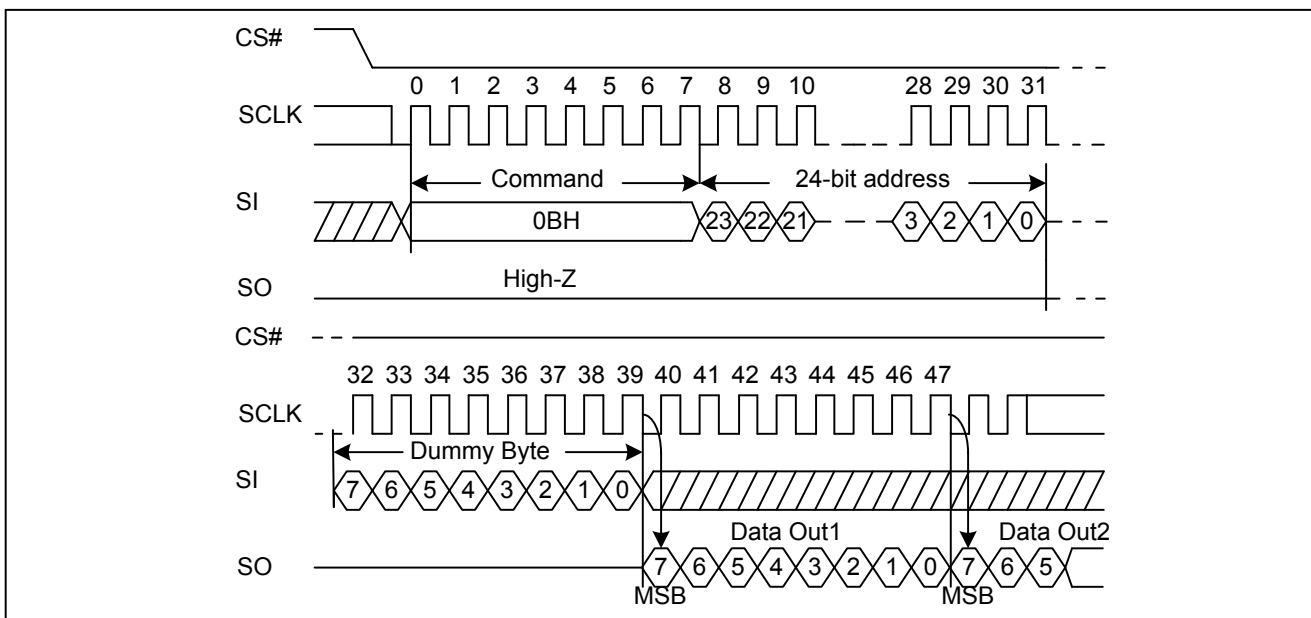 CS#
0 1 2 3 4 5 6 7 8 9 10 28 29 30 31
SCLK
Command 24-bit address
SI 0BH 23 22 21 3 2 1 0
High-Z
SO
CS#
32 33 34 35 36 37 38 39 40 41 42 43 44 45 46 47
SCLK
Dummy Byte
SI 7 6 5 4 3 2 1 0
Data Out1 Data Out2
SO 7 6 5 4 3 2 1 0 7 6 5
MSB MSB